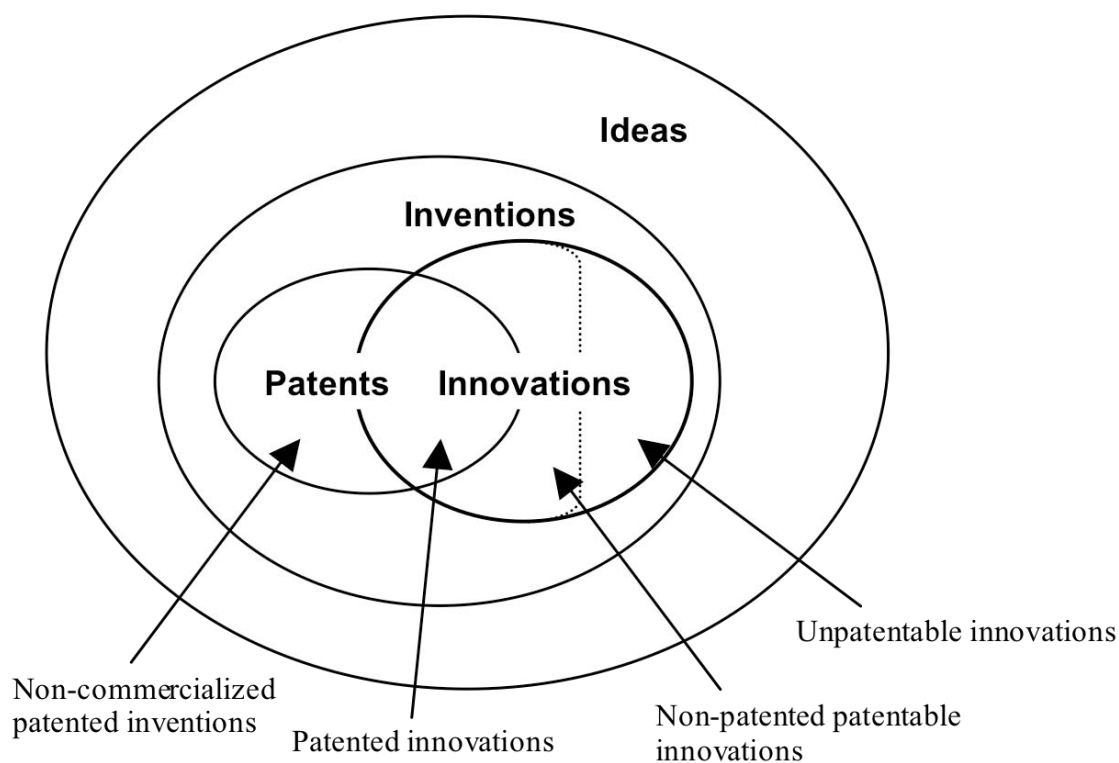 Ideas
Inventions
Patents
Innovations
Unpatentable innovations
Non-commercialized
patented inventions
Patented innovations
Non-patented patentable
innovations